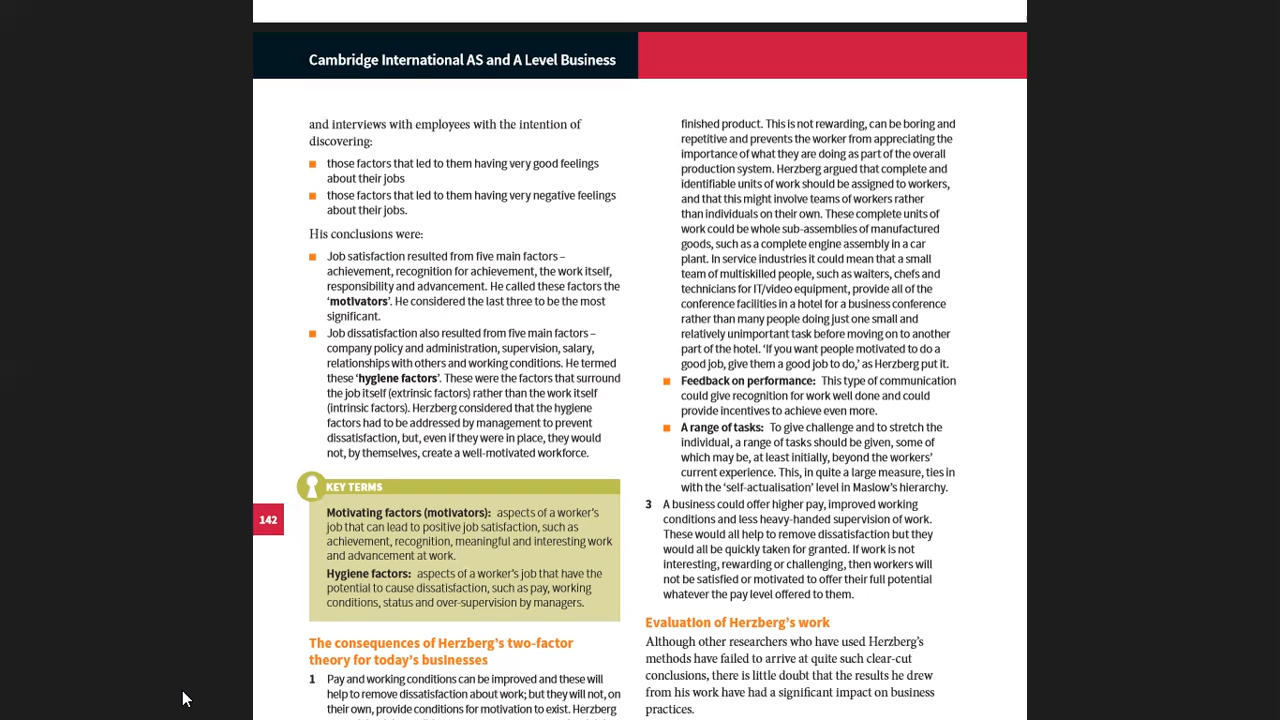 Cambridge International AS and A Level Business
and interviews with employees with the intention of
discovering:
■ those factors that led to them having very good feelings
about their jobs
■ those factors that led to them having very negative feelings
about their jobs.
His conclusions were:
■ Job satisfaction resulted from five main factors –
achievement, recognition for achievement, the work itself,
responsibility and advancement. He called these factors the
‘motivators’. He considered the last three to be the most
significant.
■ Job dissatisfaction also resulted from five main factors –
company policy and administration, supervision, salary,
relationships with others and working conditions. He termed
these ‘hygiene factors’. These were the factors that surround
the job itself (extrinsic factors) rather than the work itself
(intrinsic factors). Herzberg considered that the hygiene
factors had to be addressed by management to prevent
dissatisfaction, but, even if they were in place, they would
not, by themselves, create a well-motivated workforce.
KEY TERMS
Motivating factors (motivators): aspects of a worker’s
job that can lead to positive job satisfaction, such as
achievement, recognition, meaningful and interesting work
and advancement at work.
Hygiene factors: aspects of a worker’s job that have the
potential to cause dissatisfaction, such as pay, working
conditions, status and over-supervision by managers.
142
The consequences of Herzberg’s two-factor
theory for today’s businesses
1 Pay and working conditions can be improved and these will
help to remove dissatisfaction about work; but they will not, on
their own, provide conditions for motivation to exist. Herzberg
finished product. This is not rewarding, can be boring and
repetitive and prevents the worker from appreciating the
importance of what they are doing as part of the overall
production system. Herzberg argued that complete and
identifiable units of work should be assigned to workers,
and that this might involve teams of workers rather
than individuals on their own. These complete units of
work could be whole sub-assemblies of manufactured
goods, such as a complete engine assembly in a car
plant. In service industries it could mean that a small
team of multiskilled people, such as waiters, chefs and
technicians for IT/video equipment, provide all of the
conference facilities in a hotel for a business conference
rather than many people doing just one small and
relatively unimportant task before moving on to another
part of the hotel. ‘If you want people motivated to do a
good job, give them a good job to do,’ as Herzberg put it.
■ Feedback on performance: This type of communication
could give recognition for work well done and could
provide incentives to achieve even more.
■ A range of tasks: To give challenge and to stretch the
individual, a range of tasks should be given, some of
which may be, at least initially, beyond the workers’
current experience. This, in quite a large measure, ties in
with the ‘self-actualisation’ level in Maslow’s hierarchy.
3 A business could offer higher pay, improved working
conditions and less heavy-handed supervision of work.
These would all help to remove dissatisfaction but they
would all be quickly taken for granted. If work is not
interesting, rewarding or challenging, then workers will
not be satisfied or motivated to offer their full potential
whatever the pay level offered to them.
Evaluation of Herzberg’s work
Although other researchers who have used Herzberg’s
methods have failed to arrive at quite such clear-cut
conclusions, there is little doubt that the results he drew
from his work have had a significant impact on business
practices.